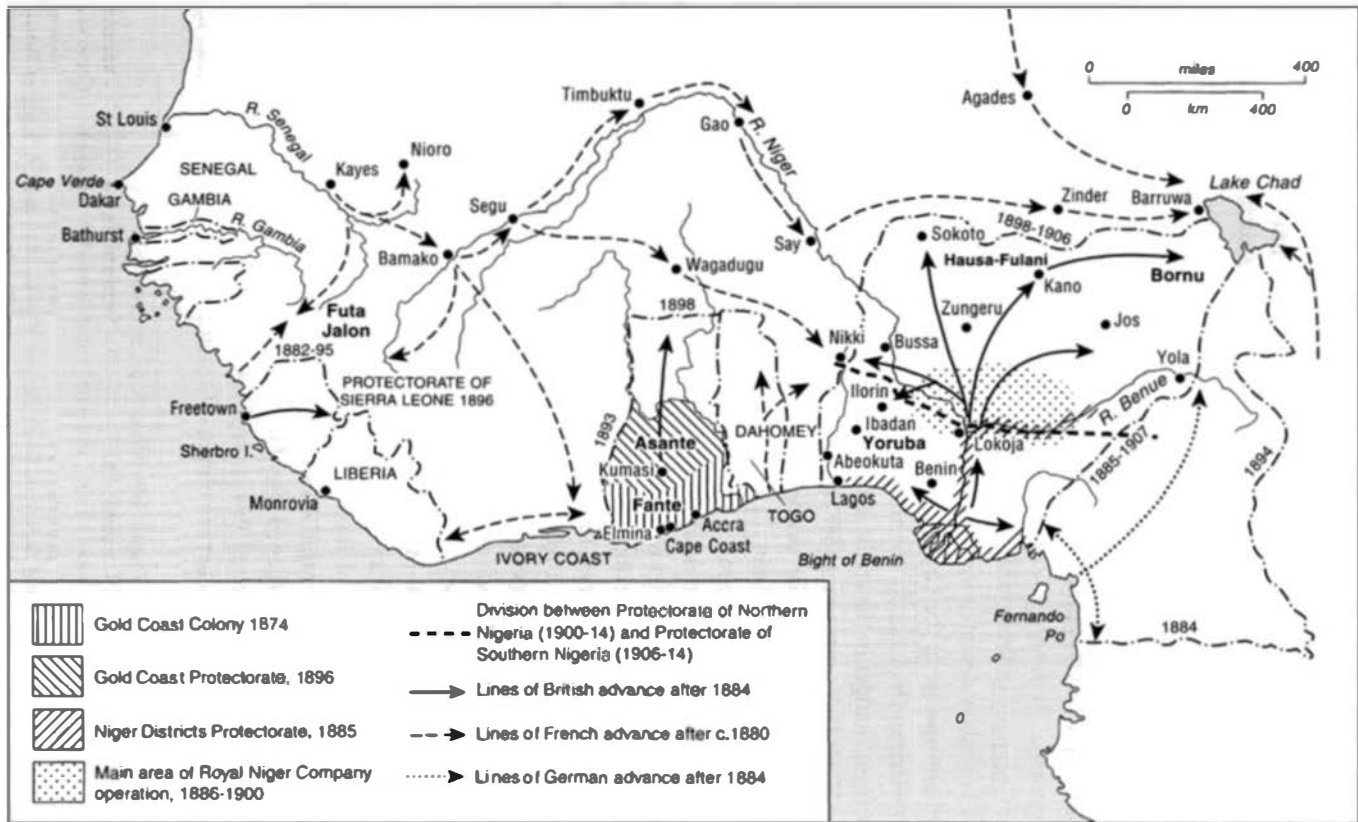 0 miles 400
0 km 400
Agades
Timbuktu
Gao
R. Niger
St Louis
R. Senegal
Nioro
Kayes
SENEGAL
Cape Verde
Dakar
GAMBIA
R. Gambia
Bathurst
Segu
Bamako
Wagadugu
Say
Zinder
Barruwa
Lake Chad
1898-1906
Sokoto
Hausa-Fulani
Kano
Bornu
Futa
Jalon
1882-95
1898
Nikki
Bussa
Zungeru
Jos
Yola
PROTECTORATE OF
SIERRA LEONE 1896
Freetown
Sherbro I.
LIBERIA
Monrovia
1893
Asante
Kumasi
Fante
Elmina
Accra
Cape Coast
IVORY COAST
DAHOMEY
TOGO
Ilorin
Ibadan
Yoruba
Abeokuta
Lagos
Benin
Lokoja
R. Benue
1885-1907
1894
Bight of Benin
Fernando
Po
1884
Gold Coast Colony 1874
Gold Coast Protectorate, 1896
Niger Districts Protectorate, 1885
Main area of Royal Niger Company
operation, 1886-1900
Division between Protectorate of Northern
Nigeria (1900-14) and Protectorate of
Southern Nigeria (1906-14)
Lines of British advance after 1884
Lines of French advance after c.1880
Lines of German advance after 1884